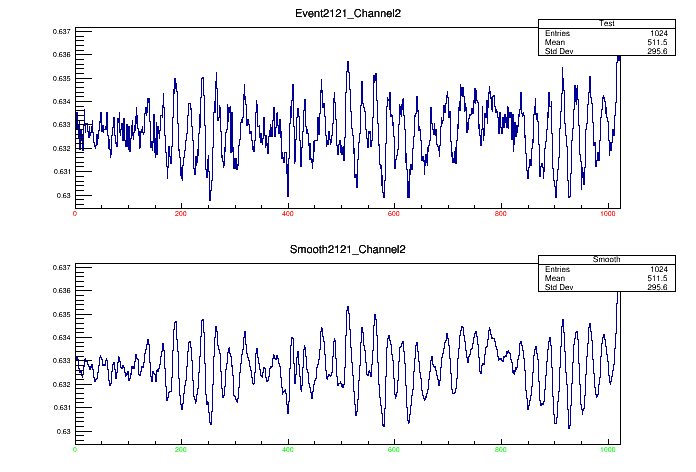 Event2121_Channel2
Test
Entries 1024
Mean 511.5
Std Dev 295.6
0.637
0.636
0.635
0.634
0.633
0.632
0.631
0.63
0 200 400 600 800 1000
Smooth2121_Channel2
Smooth
Entries 1024
Mean 511.5
Std Dev 295.6
0.637
0.636
0.635
0.634
0.633
0.632
0.631
0.63
0 200 400 600 800 1000